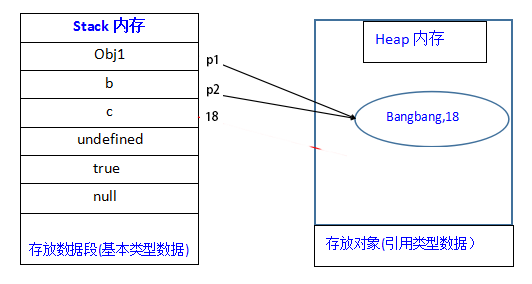 Stack 内存
Obj1
b
c
undefined
true
null
存放数据段(基本类型数据)
p1
p2
18
Heap 内存
Bangbang,18
存放对象(引用类型数据）